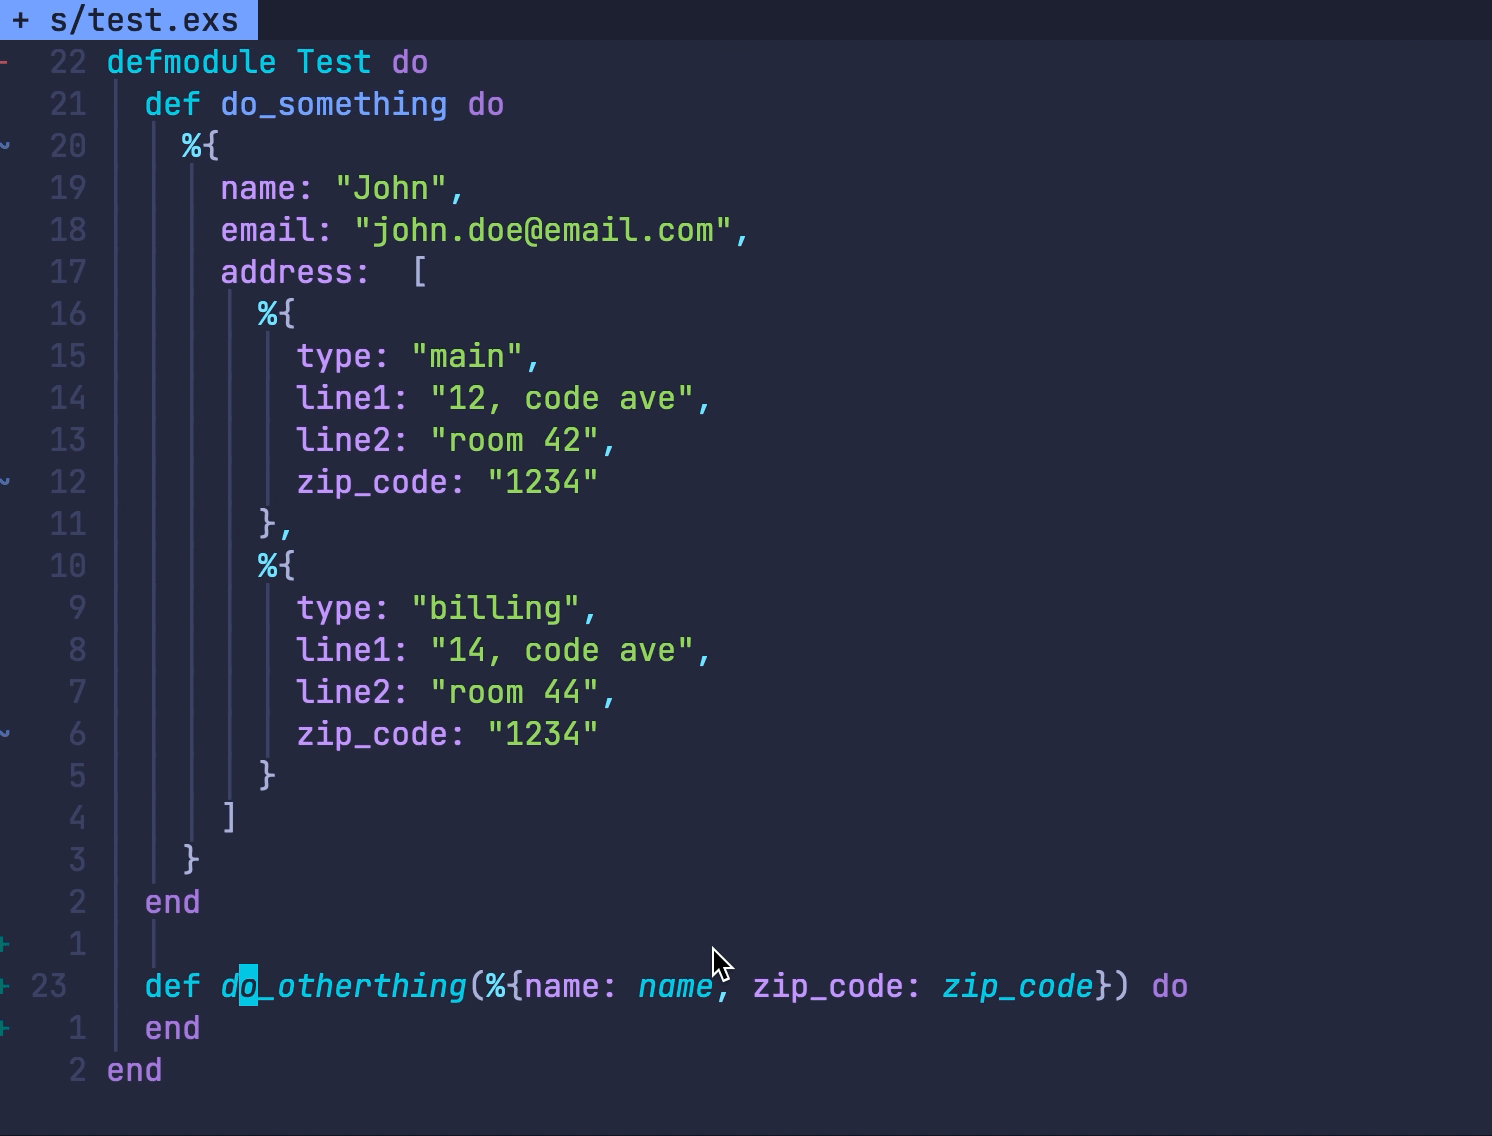 + s/test.exs
- 22 defmodule Test do
21   def do_something do
~ 20     %{
19       name: "John",
18       email: "john.doe@email.com",
17       address:  [
16         %{
15           type: "main",
14           line1: "12, code ave",
13           line2: "room 42",
~ 12           zip_code: "1234"
11         },
10         %{
9           type: "billing",
8           line1: "14, code ave",
7           line2: "room 44",
~ 6           zip_code: "1234"
5         }
4       ]
3     }
2   end
+ 1
+ 23   def do_otherthing(%{name: name, zip_code: zip_code}) do
+ 1   end
2 end